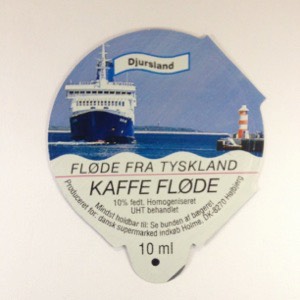 Djursland
FLØDE FRA TYSKLAND
KAFFE FLØDE
10% fedt. Homogeniseret
UHT behandlet
Mindst holdbar til: Se bunden af bægeret
Produceret for: dansk supermarked indkøb Holme, DK-8270 Højbjerg
10 ml